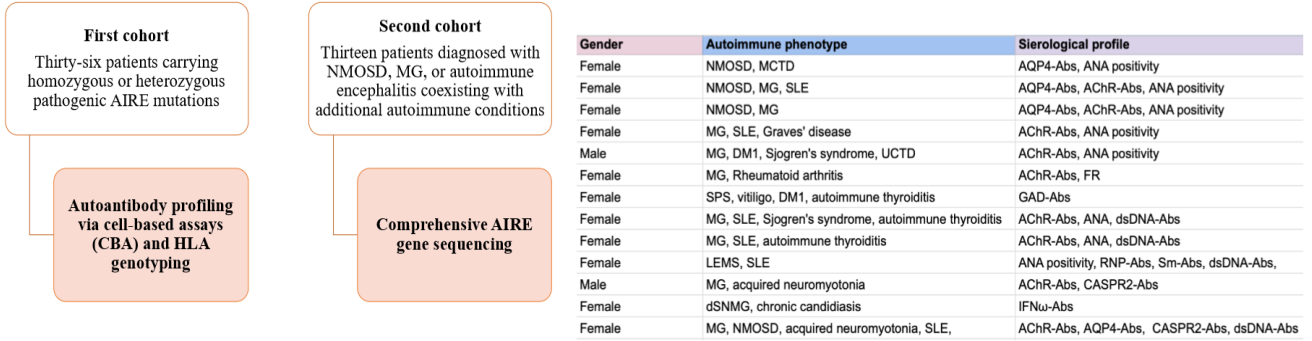 First cohort
Thirty-six patients carrying
homozygous or heterozygous
pathogenic AIRE mutations
Autoantibody profiling
via cell-based assays
(CBA) and HLA
genotyping
Second cohort
Thirteen patients diagnosed with
NMOSD, MG, or autoimmune
encephalitis coexisting with
additional autoimmune conditions
Comprehensive AIRE
gene sequencing
Gender Autoimmune phenotype Sierological profile
Female NMOSD, MCTD AQP4-Abs, ANA positivity
Female NMOSD, MG, SLE AQP4-Abs, AChR-Abs, ANA positivity
Female NMOSD, MG AQP4-Abs, AChR-Abs, ANA positivity
Female MG, SLE, Graves' disease AChR-Abs, ANA positivity
Male MG, DM1, Sjogren's syndrome, UCTD AChR-Abs, ANA positivity
Female MG, Rheumatoid arthritis AChR-Abs, FR
Female SPS, vitiligo, DM1, autoimmune thyroiditis GAD-Abs
Female MG, SLE, Sjogren's syndrome, autoimmune thyroiditis AChR-Abs, ANA, dsDNA-Abs
Female MG, SLE, autoimmune thyroiditis AChR-Abs, ANA, dsDNA-Abs
Female LEMS, SLE ANA positivity, RNP-Abs, Sm-Abs, dsDNA-Abs,
Male MG, acquired neuromyotonia AChR-Abs, CASPR2-Abs
Female dSNMG, chronic candidiasis IFNω-Abs
Female MG, NMOSD, acquired neuromyotonia, SLE, AChR-Abs, AQP4-Abs, CASPR2-Abs, dsDNA-Abs